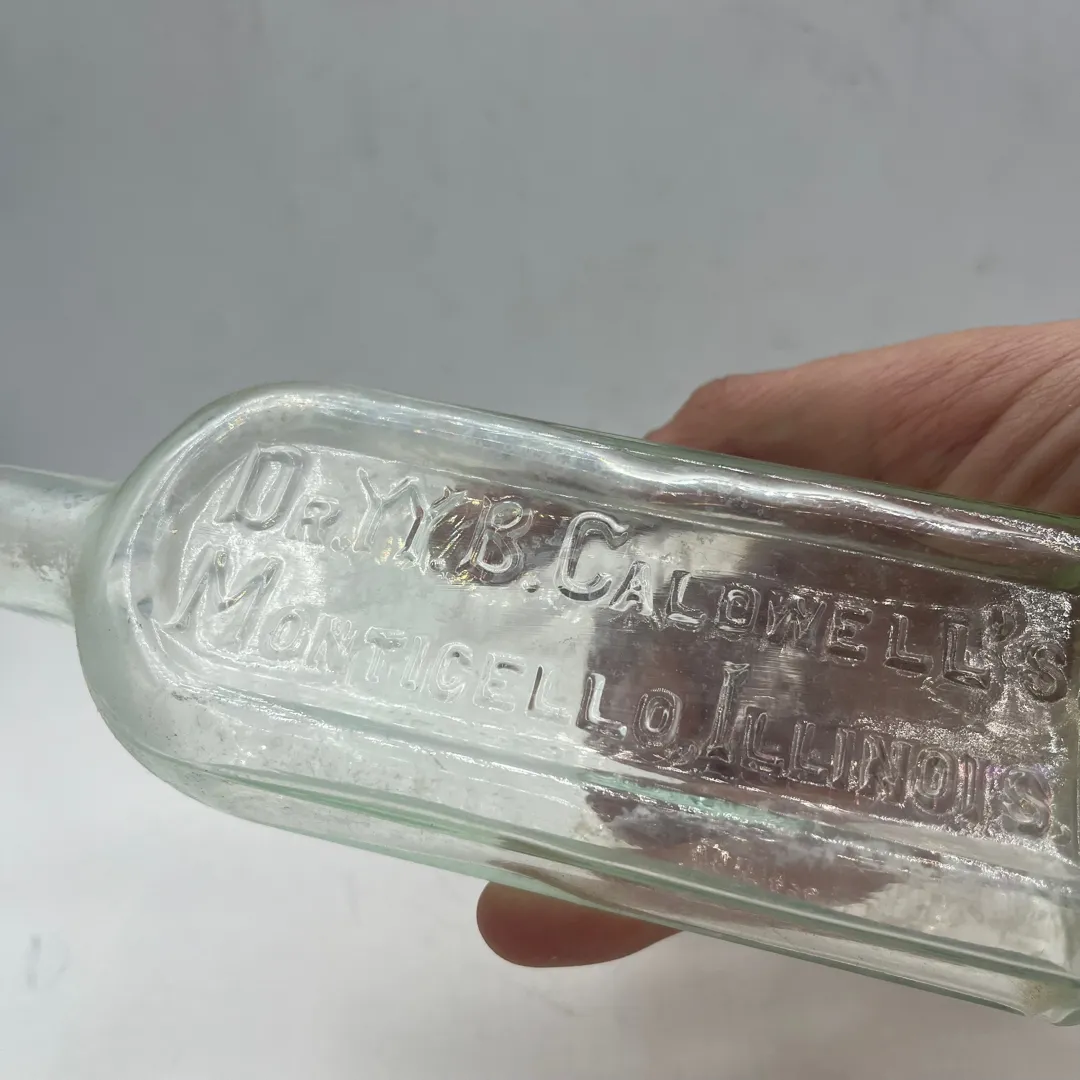 DR. W. B. CALDWELL'S
MONTICELLO, ILLINOIS